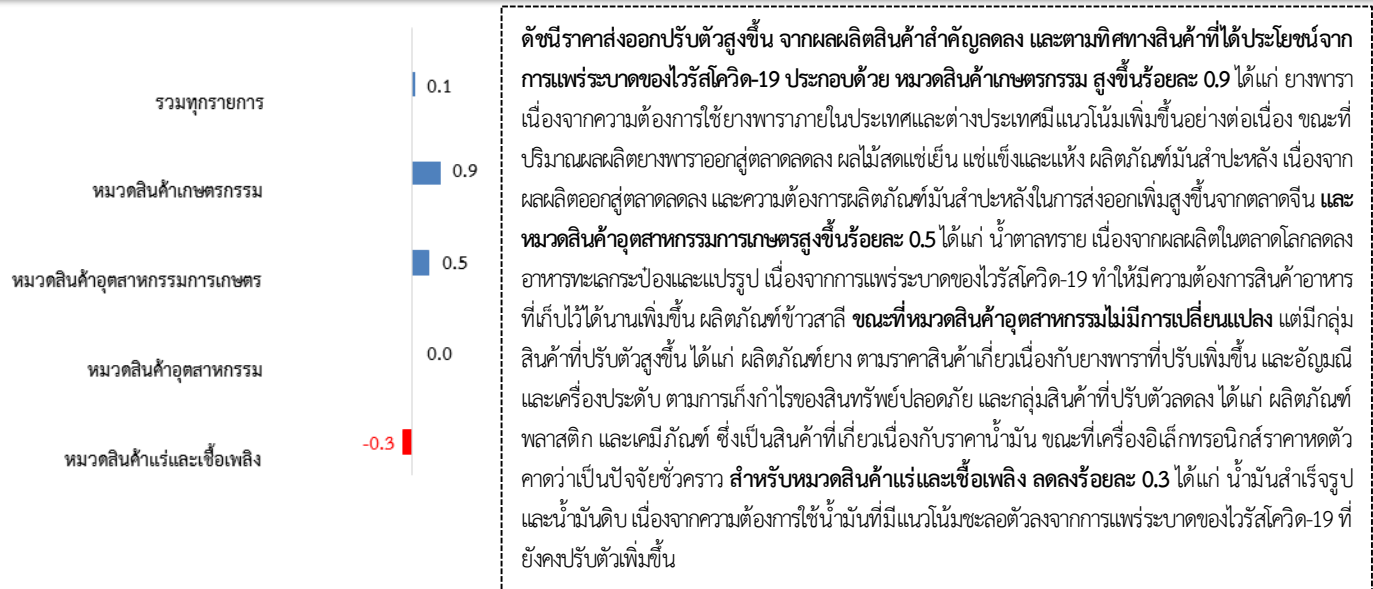 รวมทุกรายการ
0.1
หมวดสินค้าเกษตรกรรม
0.9
หมวดสินค้าอุตสาหกรรมการเกษตร
0.5
หมวดสินค้าอุตสาหกรรม
0.0
หมวดสินค้าแร่และเชื้อเพลิง
-0.3
ดัชนีราคาส่งออกปรับตัวสูงขึ้น จากผลผลิตสินค้าสำคัญลดลง และตามทิศทางสินค้าที่ได้ประโยชน์จาก
การแพร่ระบาดของไวรัสโควิด-19 ประกอบด้วย หมวดสินค้าเกษตรกรรม สูงขึ้นร้อยละ 0.9 ได้แก่ ยางพารา
เนื่องจากความต้องการใช้ยางพาราภายในประเทศและต่างประเทศมีแนวโน้มเพิ่มขึ้นอย่างต่อเนื่อง ขณะที่
ปริมาณผลผลิตยางพาราออกสู่ตลาดลดลง ผลไม้สดแช่เย็น แช่แข็งและแห้ง ผลิตภัณฑ์มันสำปะหลัง เนื่องจาก
ผลผลิตออกสู่ตลาดลดลง และความต้องการผลิตภัณฑ์มันสำปะหลังในการส่งออกเพิ่มสูงขึ้นจากตลาดจีน และ
หมวดสินค้าอุตสาหกรรมการเกษตรสูงขึ้นร้อยละ 0.5 ได้แก่ น้ำตาลทราย เนื่องจากผลผลิตในตลาดโลกลดลง
อาหารทะเลกระป๋องและแปรรูป เนื่องจากการแพร่ระบาดของไวรัสโควิด-19 ทำให้มีความต้องการสินค้าอาหาร
ที่เก็บไว้ได้นานเพิ่มขึ้น ผลิตภัณฑ์ข้าวสาลี ขณะที่หมวดสินค้าอุตสาหกรรมไม่มีการเปลี่ยนแปลง แต่มีกลุ่ม
สินค้าที่ปรับตัวสูงขึ้น ได้แก่ ผลิตภัณฑ์ยาง ตามราคาสินค้าเกี่ยวเนื่องกับยางพาราที่ปรับเพิ่มขึ้น และอัญมณี
และเครื่องประดับ ตามการเก็งกำไรของสินทรัพย์ปลอดภัย และกลุ่มสินค้าที่ปรับตัวลดลง ได้แก่ ผลิตภัณฑ์
พลาสติก และเคมีภัณฑ์ ซึ่งเป็นสินค้าที่เกี่ยวเนื่องกับราคาน้ำมัน ขณะที่เครื่องอิเล็กทรอนิกส์ราคาหดตัว
คาดว่าเป็นปัจจัยชั่วคราว สำหรับหมวดสินค้าแร่และเชื้อเพลิง ลดลงร้อยละ 0.3 ได้แก่ น้ำมันสำเร็จรูป
และน้ำมันดิบ เนื่องจากความต้องการใช้น้ำมันที่มีแนวโน้มชะลอตัวลงจากการแพร่ระบาดของไวรัสโควิด-19 ที่
ยังคงปรับตัวเพิ่มขึ้น